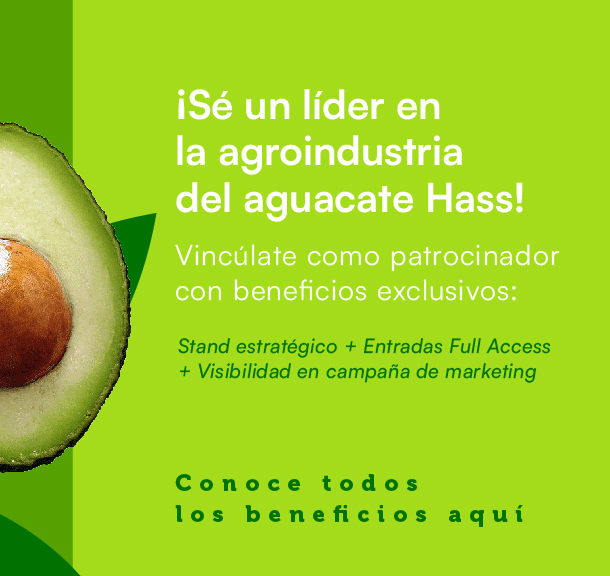 ¡Sé un líder en
la agroindustria
del aguacate Hass!
Vincúlate como patrocinador
con beneficios exclusivos:
Stand estratégico + Entradas Full Access
+ Visibilidad en campaña de marketing
Conoce todos
los beneficios aquí